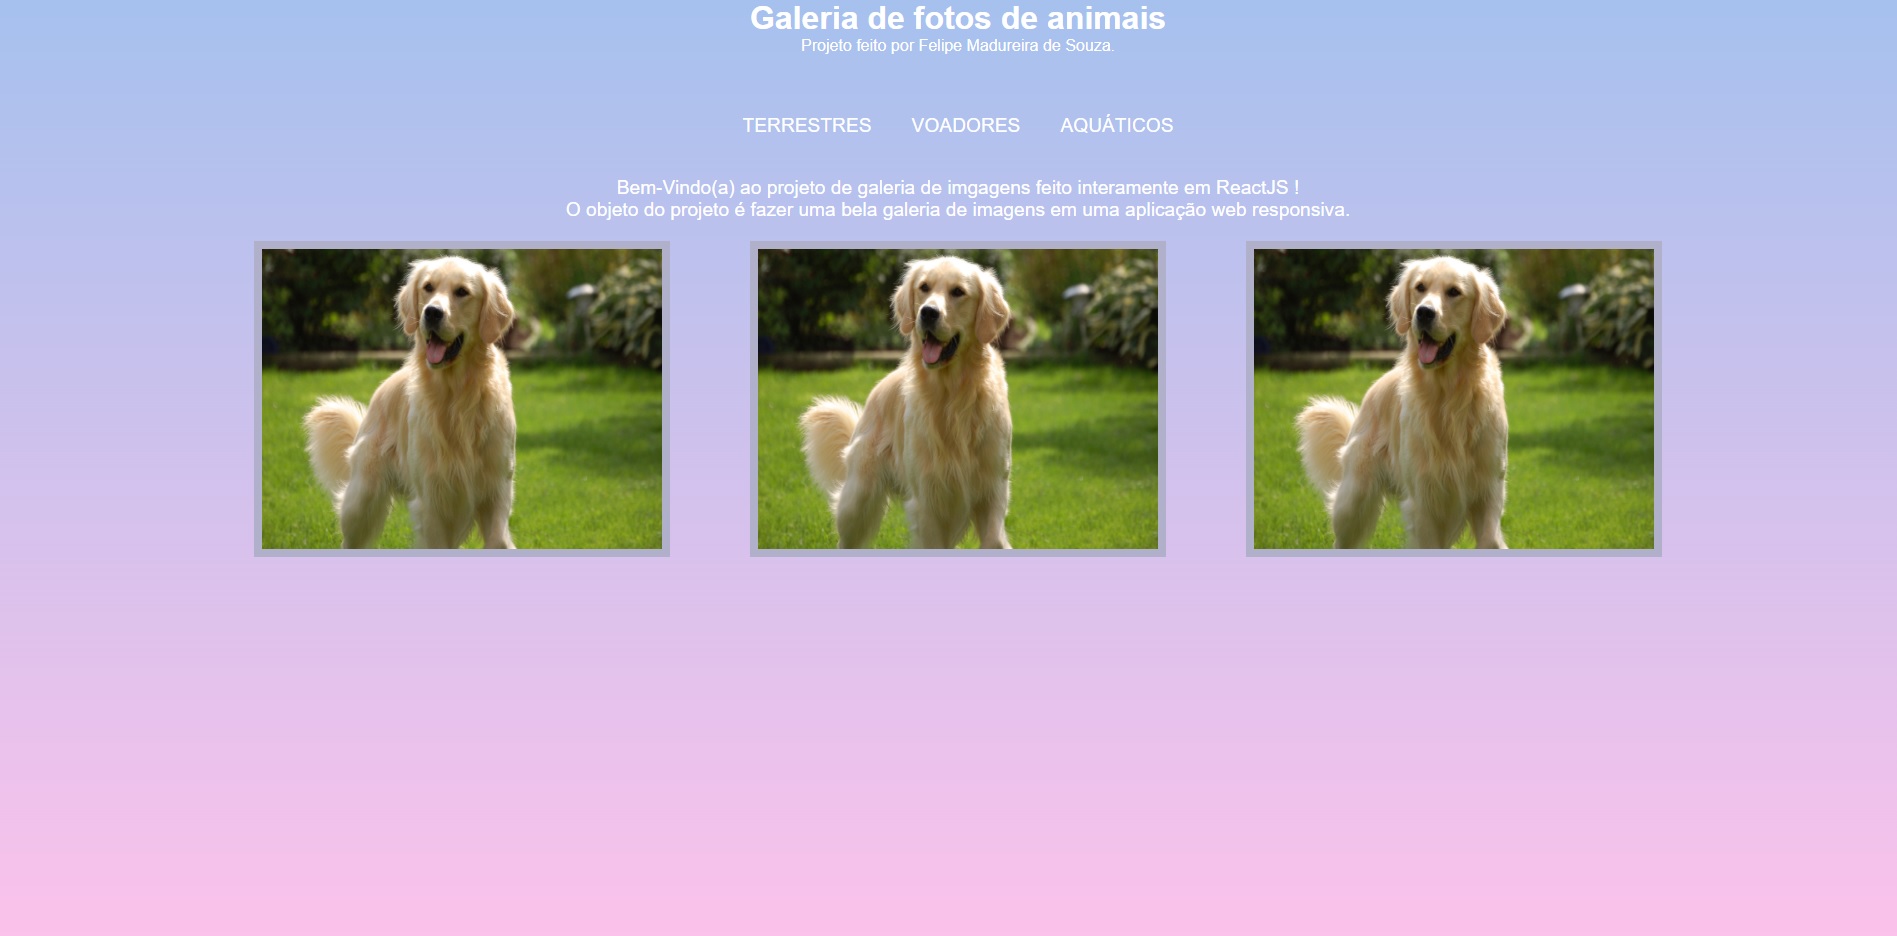 Galeria de fotos de animais
Projeto feito por Felipe Madureira de Souza.
TERRESTRES VOADORES AQUÁTICOS
Bem-Vindo(a) ao projeto de galeria de imgagens feito interamente em ReactJS !
O objeto do projeto é fazer uma bela galeria de imagens em uma aplicação web responsiva.